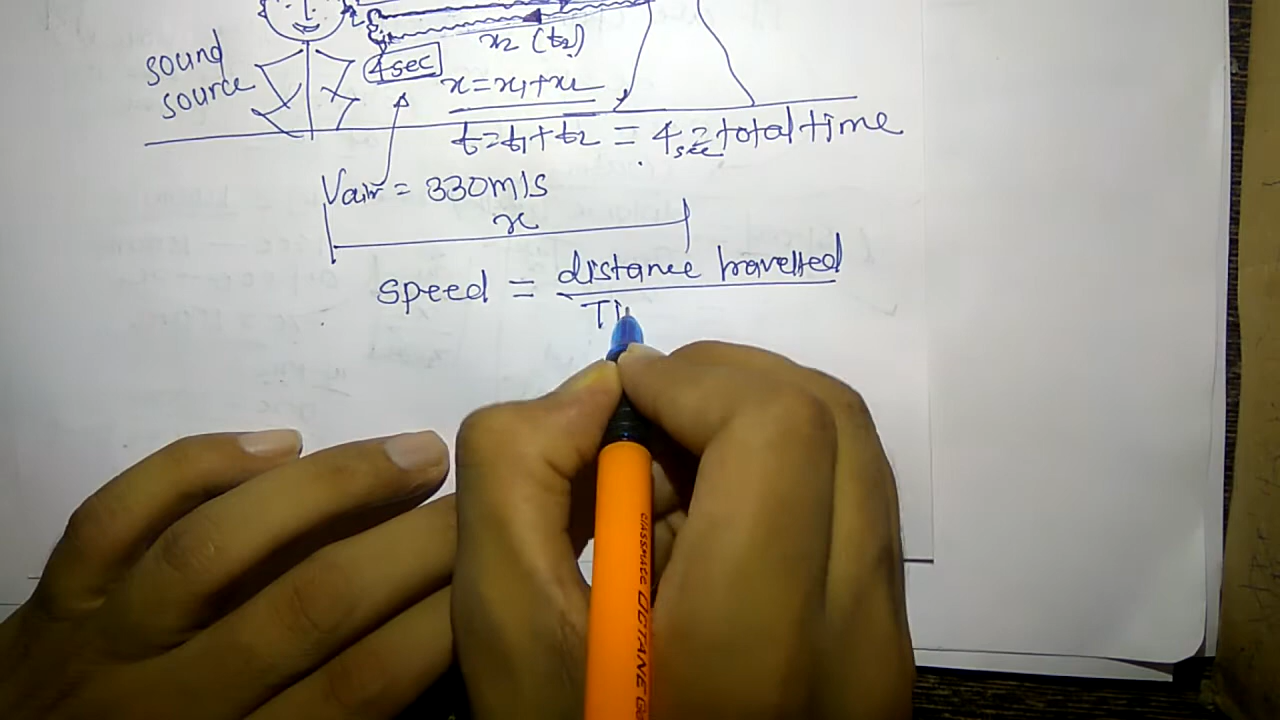 x2 (t2)
sound
source
4sec
x=x1+x2
t=t1+t2 = 4sec = total time
Vair = 330m/s
x
speed = distance travelled
TI
CLASSMATE OCTANE